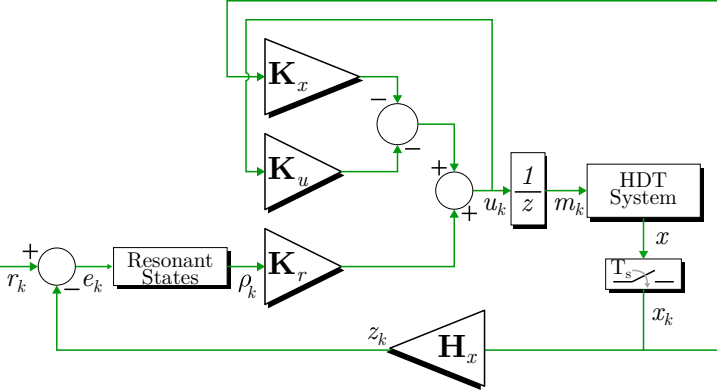 K_x
−
K_u
−
+
+
u_k
1/z
m_k
HDT
System
x
T_s
x_k
+
r_k
−
e_k
Resonant
States
ρ_k
K_r
z_k
H_x